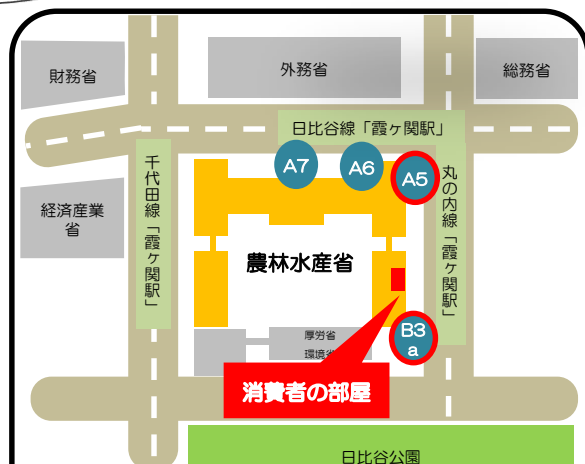 財務省
外務省
総務省
日比谷線「霞ヶ関駅」
A7
A6
A5
千代田線「霞ヶ関駅」
丸の内線「霞ヶ関駅」
経済産業
省
農林水産省
B3
a
厚労省
環境省
消費者の部屋
日比谷公園